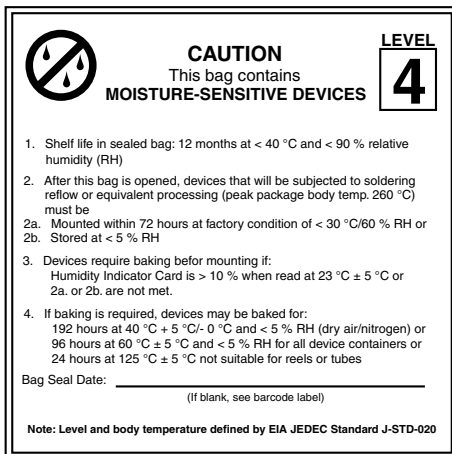 LEVEL
CAUTION
This bag contains
MOISTURE-SENSITIVE DEVICES
4
1. Shelf life in sealed bag: 12 months at < 40 °C and < 90 % relative
humidity (RH)
2. After this bag is opened, devices that will be subjected to soldering
reflow or equivalent processing (peak package body temp. 260 °C)
must be
2a. Mounted within 72 hours at factory condition of < 30 °C/60 % RH or
2b. Stored at < 5 % RH
3. Devices require baking befor mounting if:
Humidity Indicator Card is > 10 % when read at 23 °C ± 5 °C or
2a. or 2b. are not met.
4. If baking is required, devices may be baked for:
192 hours at 40 °C + 5 °C/- 0 °C and < 5 % RH (dry air/nitrogen) or
96 hours at 60 °C ± 5 °C and < 5 % RH for all device containers or
24 hours at 125 °C ± 5 °C not suitable for reels or tubes
Bag Seal Date:
(If blank, see barcode label)
Note: Level and body temperature defined by EIA JEDEC Standard J-STD-020